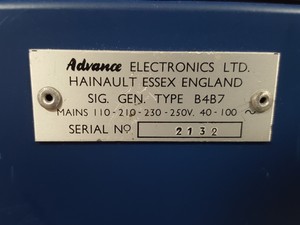 Advance ELECTRONICS LTD.
HAINAULT ESSEX ENGLAND
SIG. GEN. TYPE B4B7
MAINS 110-210-230-250V. 40-100 ~
SERIAL Nº 2132